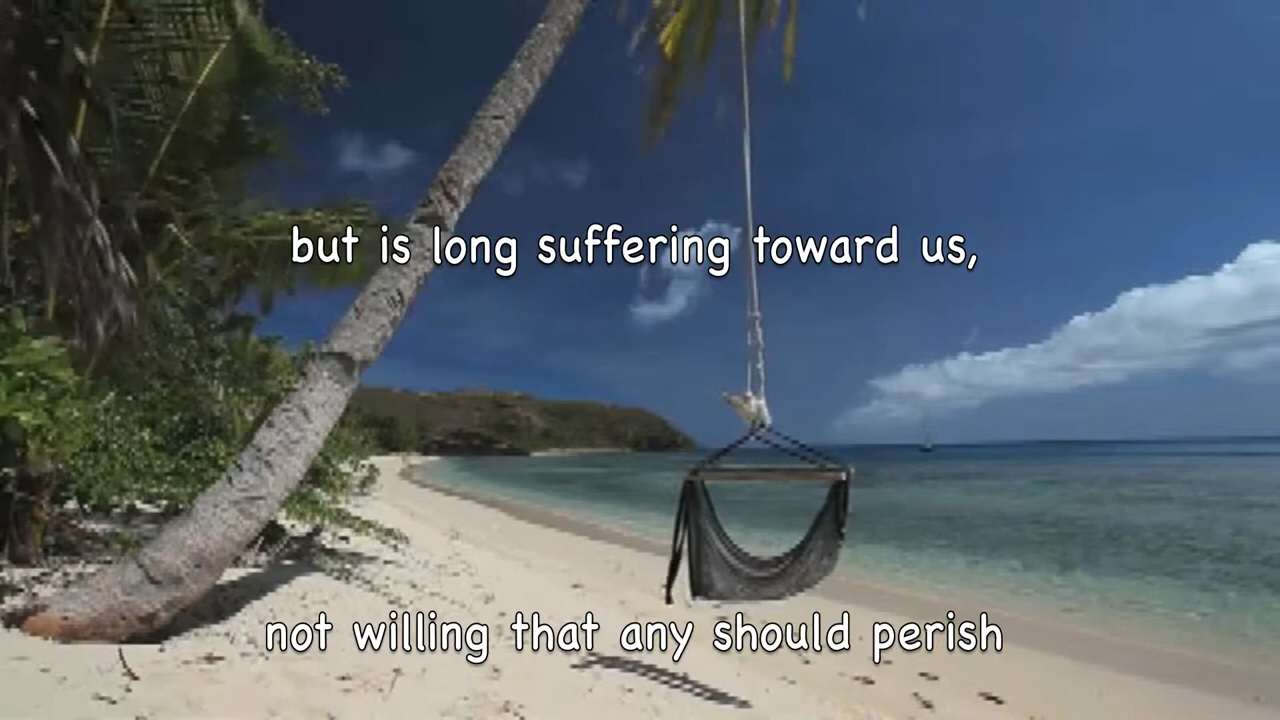 but is long suffering toward us,
not willing that any should perish